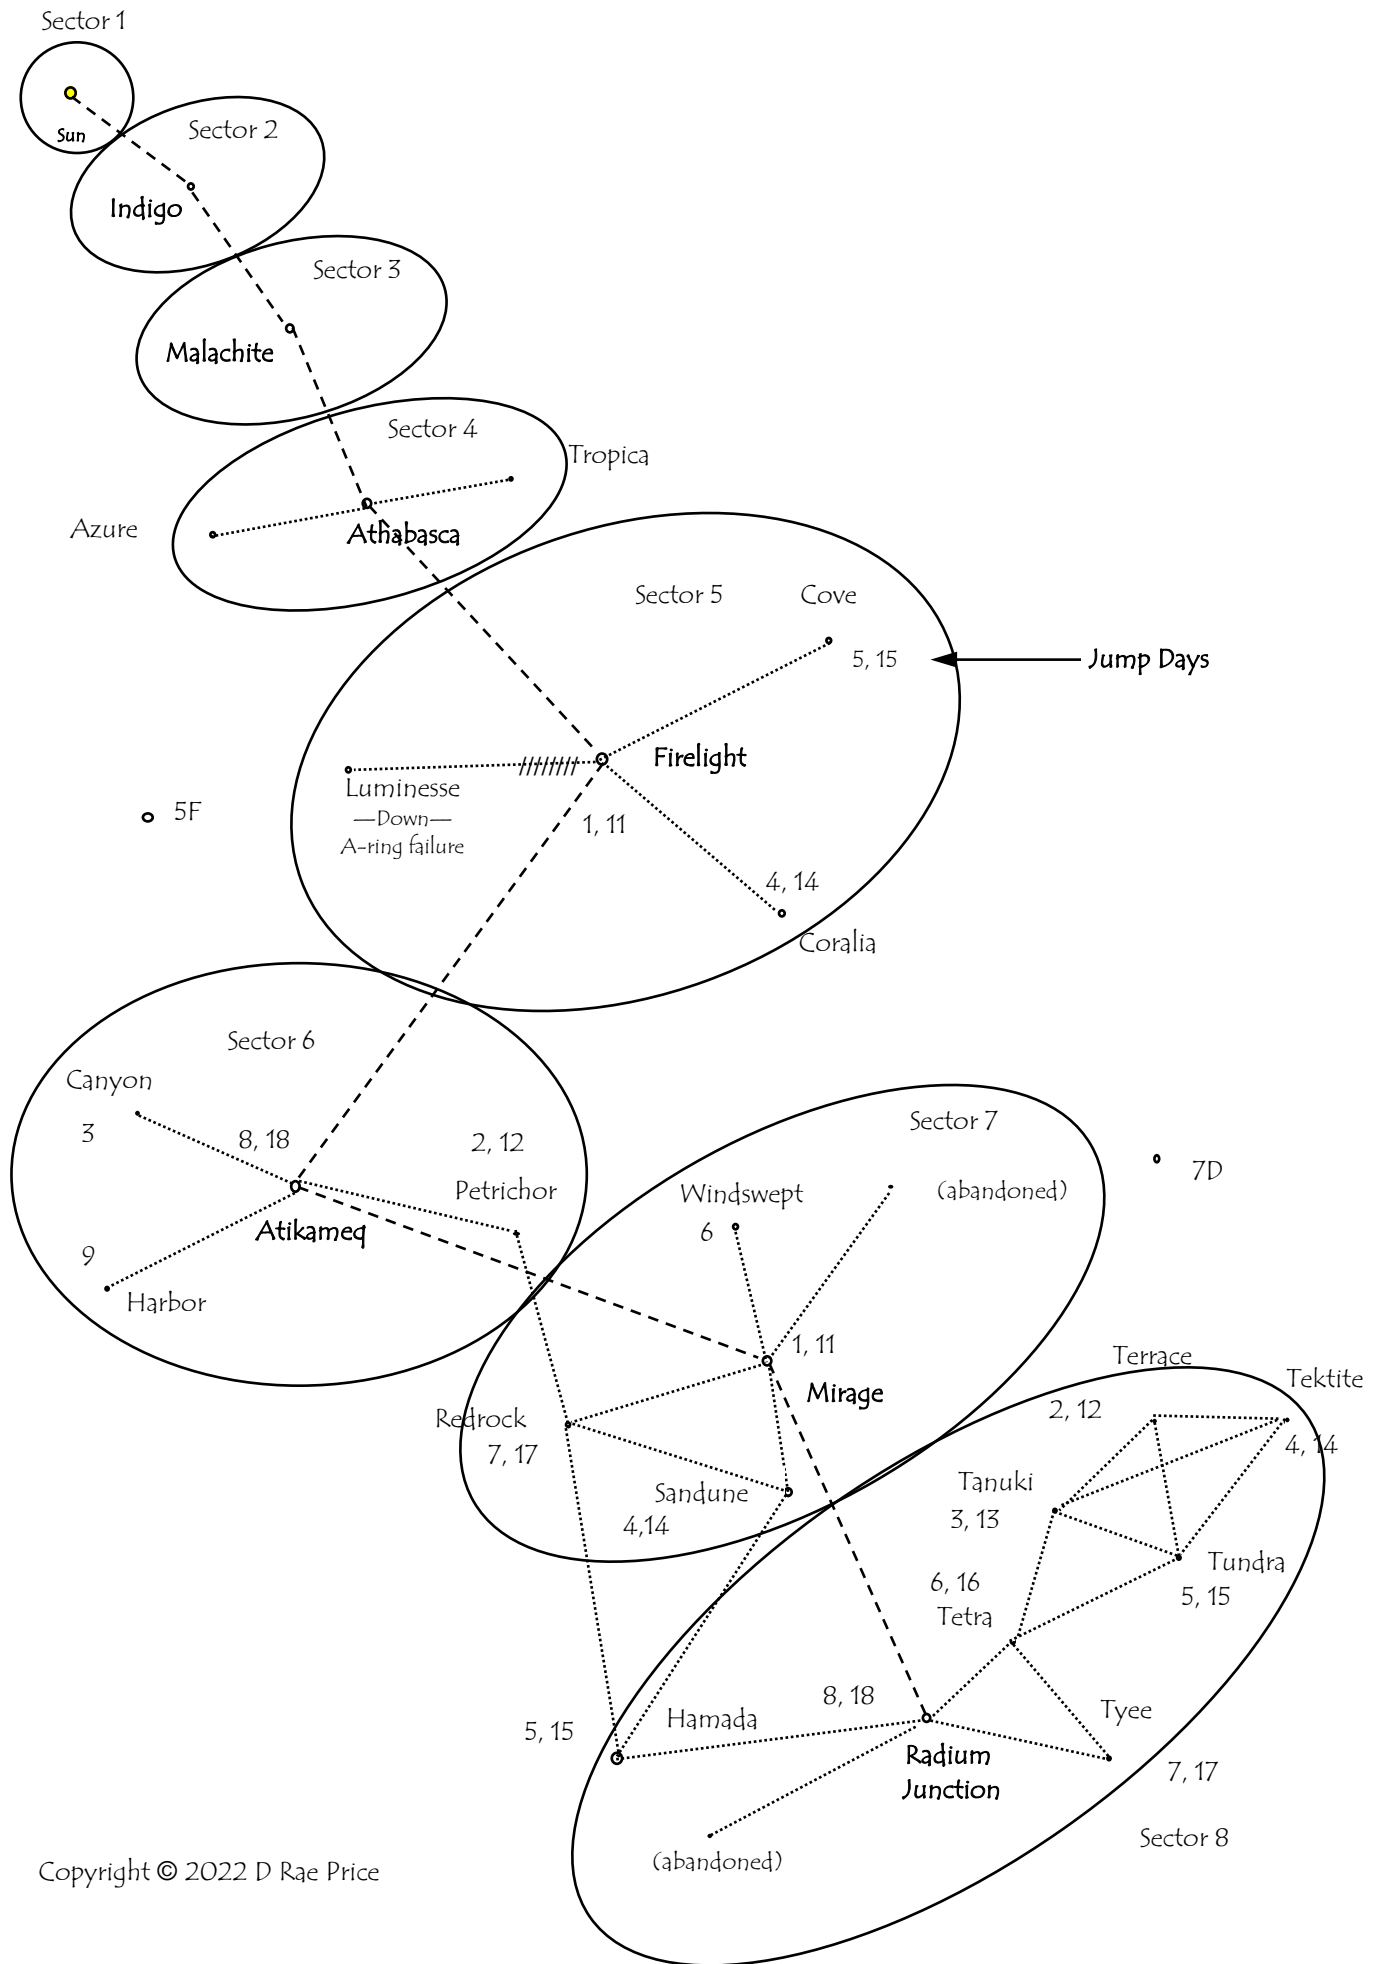 Sector 1
Sun
Sector 2
Indigo
Sector 3
Malachite
Sector 4
Tropica
Azure
Athabasca
Sector 5
Cove
5, 15
Jump Days
Firelight
Luminesse
—Down—
A-ring failure
5F
1, 11
4, 14
Coralia
Sector 6
Canyon
3
8, 18
2, 12
Petrichor
Atikameq
9
Harbor
Sector 7
7D
Windswept
6
(abandoned)
1, 11
Mirage
Redrock
7, 17
Sandune
4,14
Terrace
2, 12
Tektite
4, 14
Tanuki
3, 13
Tundra
5, 15
6, 16
Tetra
8, 18
Hamada
5, 15
Tyee
Radium
Junction
7, 17
Sector 8
(abandoned)
Copyright © 2022 D Rae Price